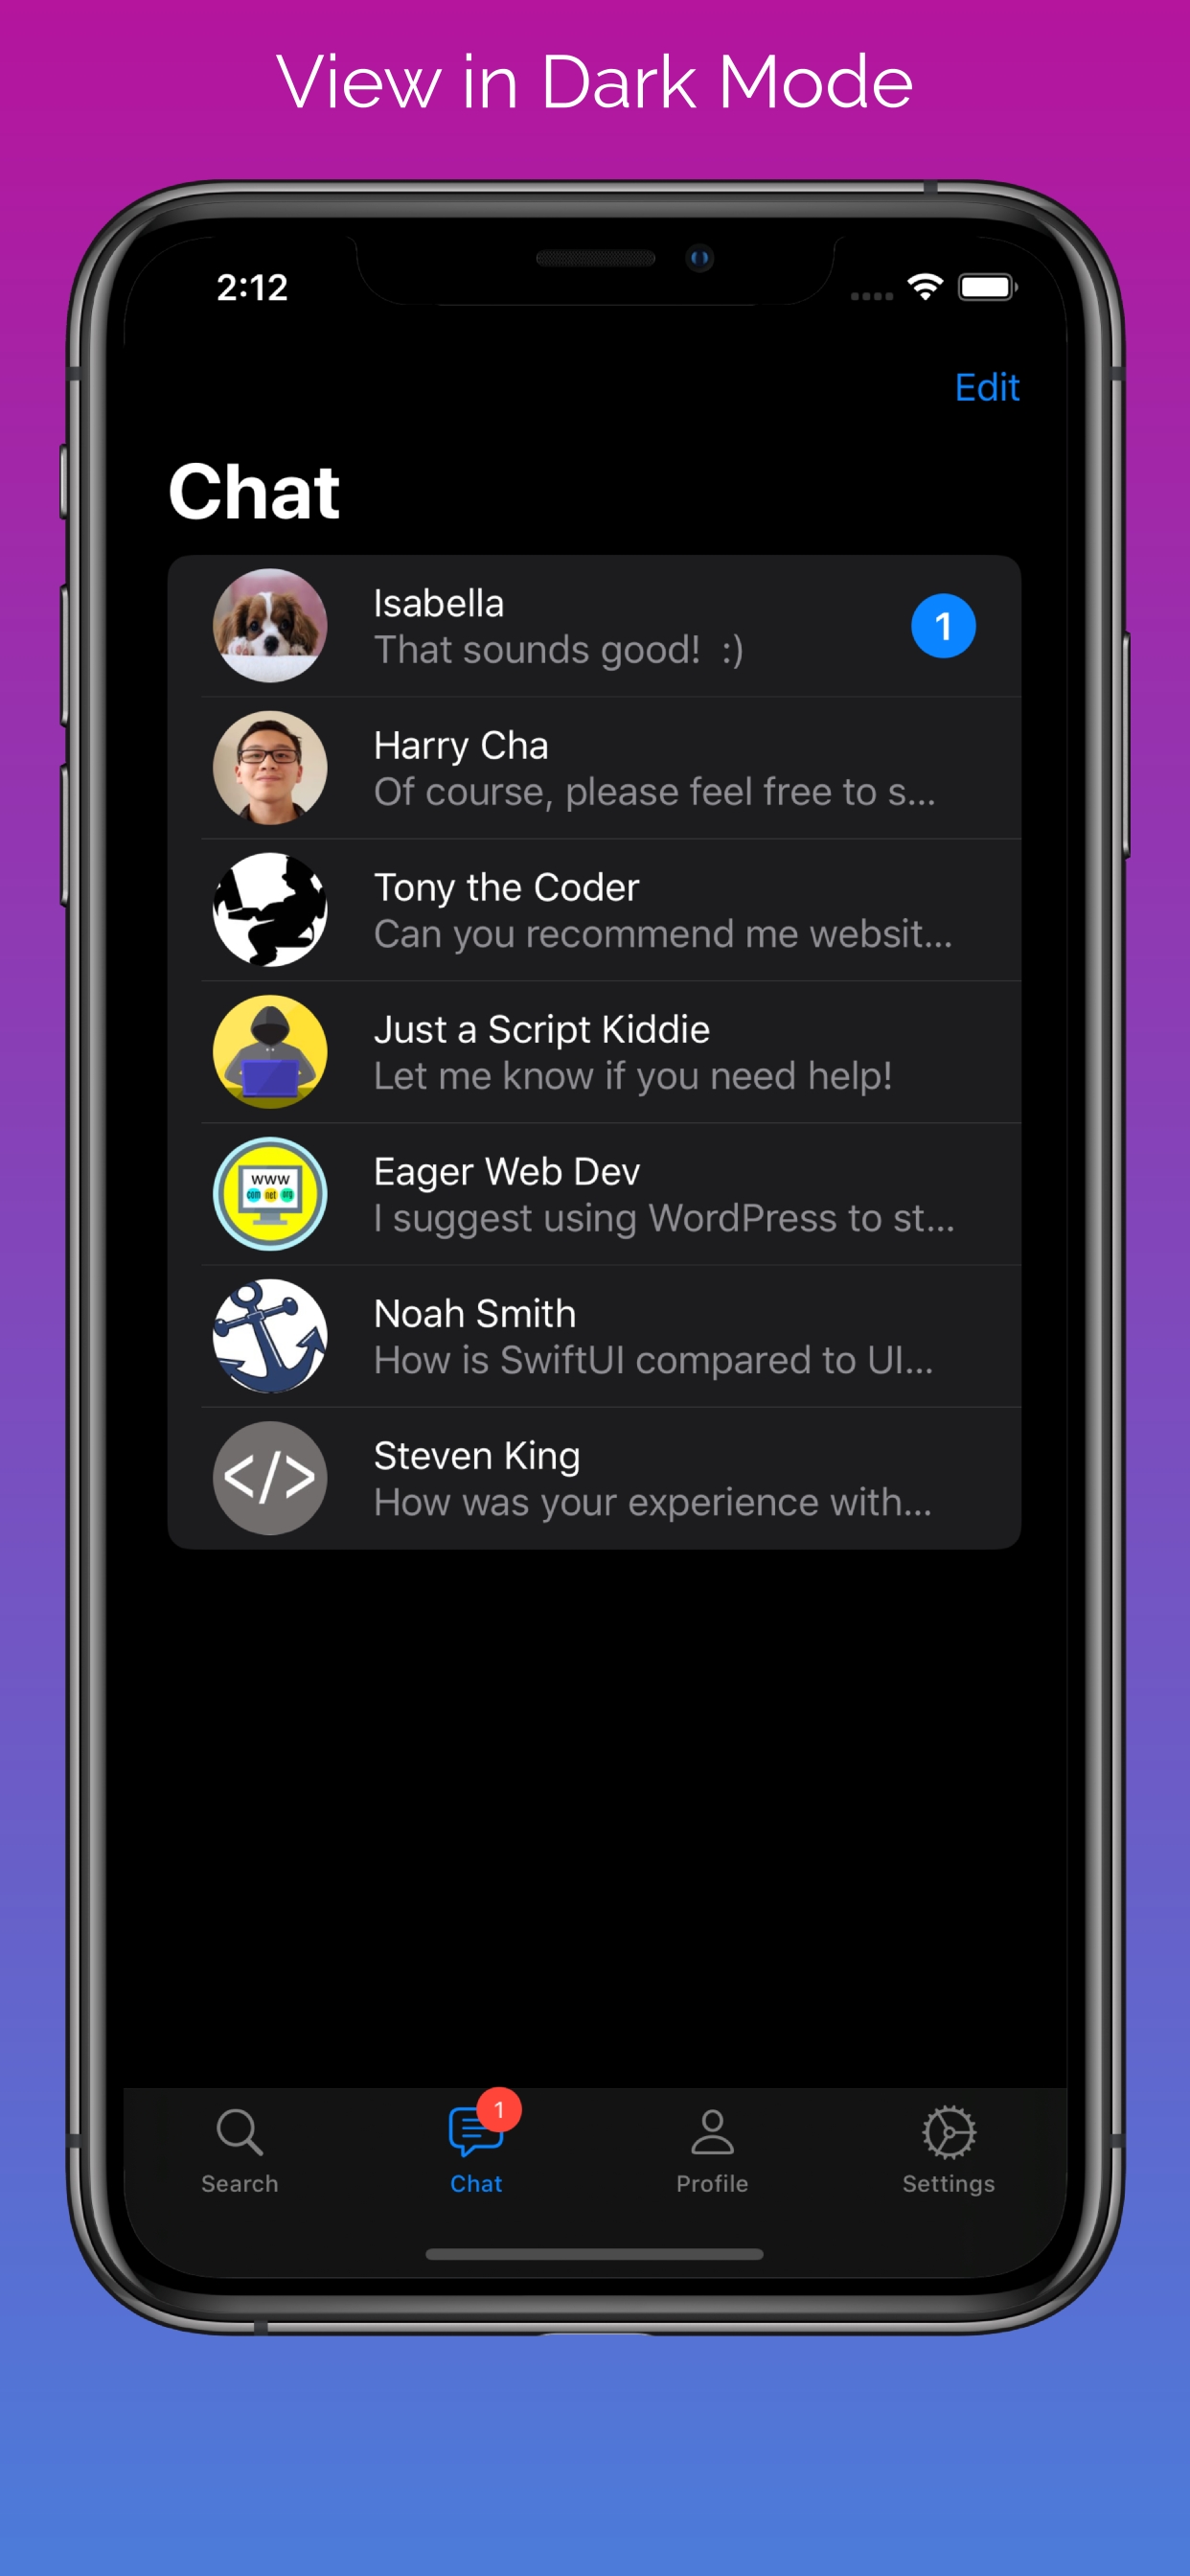 View in Dark Mode
2:12
Edit
Chat
Isabella
That sounds good!  :)
1
Harry Cha
Of course, please feel free to s...
Tony the Coder
Can you recommend me websit...
Just a Script Kiddie
Let me know if you need help!
www
com net org
Eager Web Dev
I suggest using WordPress to st...
Noah Smith
How is SwiftUI compared to UI...
</>
Steven King
How was your experience with...
1
Search
Chat
Profile
Settings